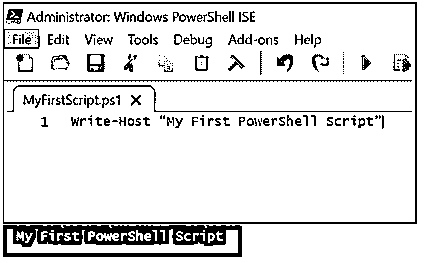 Administrator: Windows PowerShell ISE
File Edit View Tools Debug Add-ons Help
MyFirstScript.ps1 X
1 Write-Host “My First PowerShell Script”
My First PowerShell Script